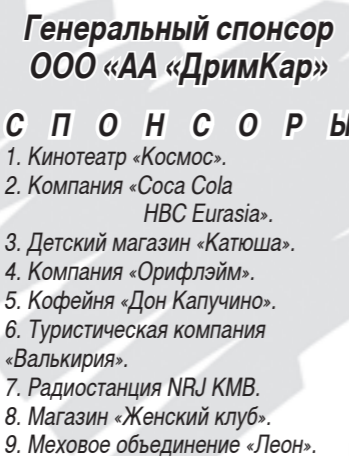 Генеральный спонсор
ООО «АА «ДримКар»
СПОНСОРЫ
1. Кинотеатр «Космос».
2. Компания «Coca Cola
HBC Eurasia».
3. Детский магазин «Катюша».
4. Компания «Орифлэйм».
5. Кофейня «Дон Капучино».
6. Туристическая компания
«Валькирия».
7. Радиостанция NRJ КМВ.
8. Магазин «Женский клуб».
9. Меховое объединение «Леон».